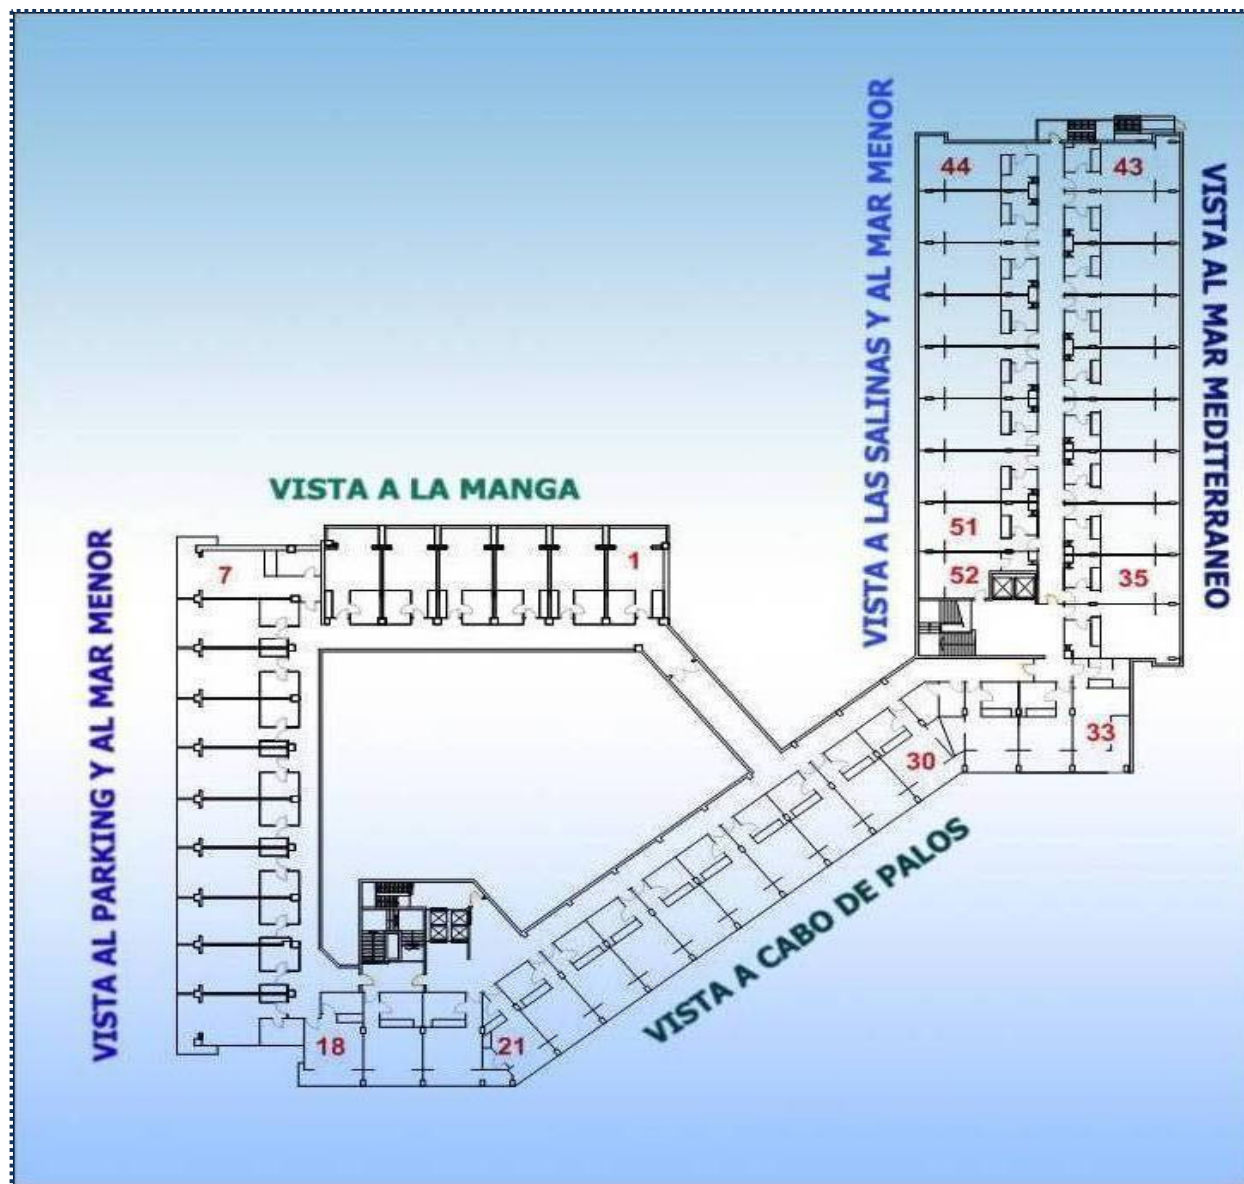 44
43
VISTA A LAS SALINAS Y AL MAR MENOR
VISTA AL MAR MEDITERRANEO
VISTA A LA MANGA
51
1
7
52
35
VISTA AL PARKING Y AL MAR MENOR
33
30
VISTA A CABO DE PALOS
18
21